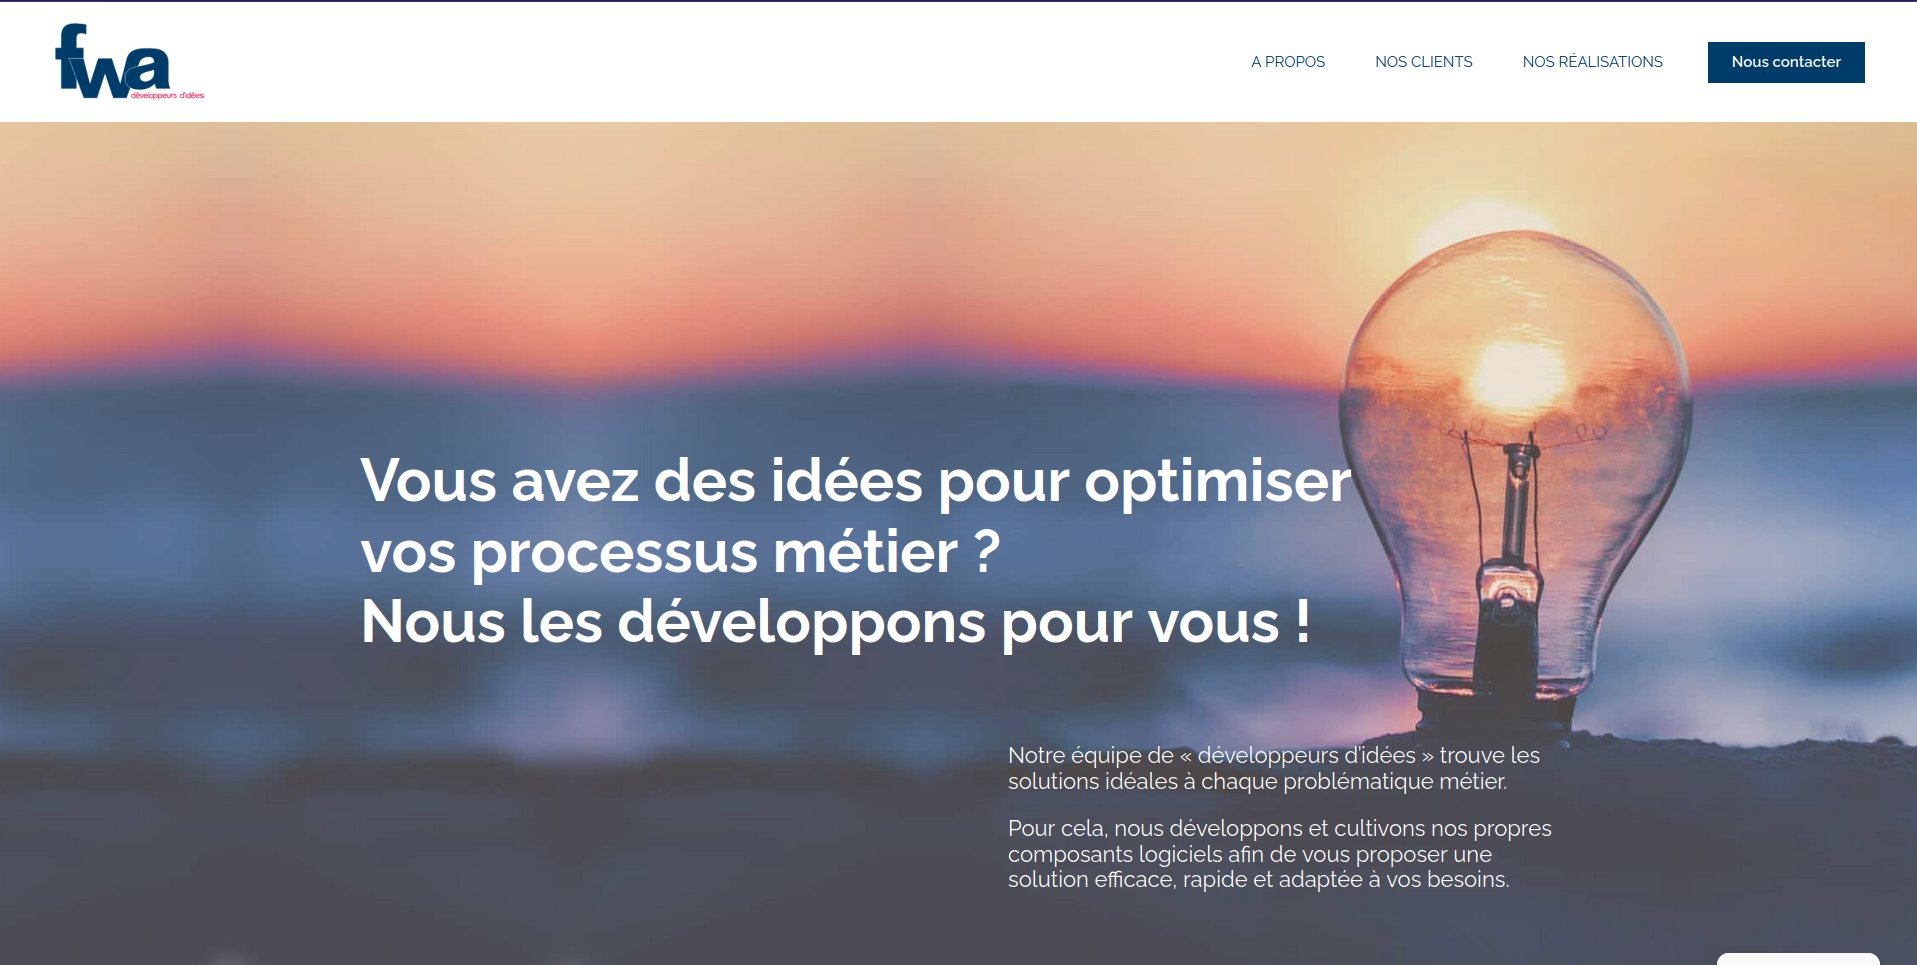 fwa
développeurs d'idées
A PROPOS
NOS CLIENTS
NOS RÉALISATIONS
Nous contacter
Vous avez des idées pour optimiser
vos processus métier ?
Nous les développons pour vous !
Notre équipe de « développeurs d’idées » trouve les
solutions idéales à chaque problématique métier.
Pour cela, nous développons et cultivons nos propres
composants logiciels afin de vous proposer une
solution efficace, rapide et adaptée à vos besoins.